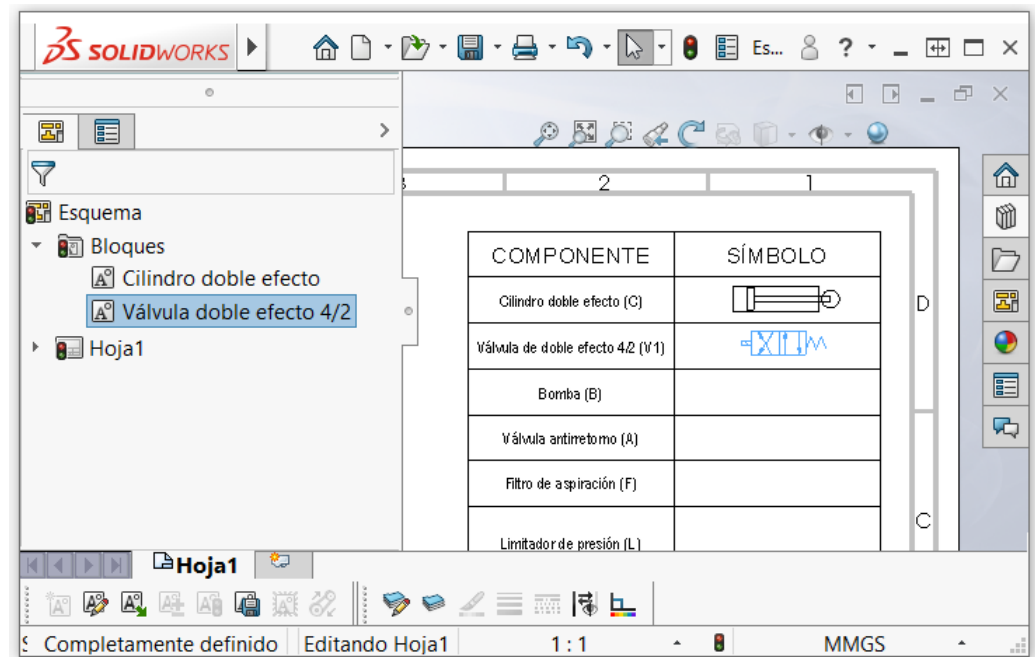 SOLIDWORKS
Es...
?
2
1
Esquema
Bloques
Cilindro doble efecto
Válvula doble efecto 4/2
Hoja1
COMPONENTE SÍMBOLO
Cilindro doble efecto (C)
Válvula de doble efecto 4/2 (V1)
Bomba (B)
Válvula antirretorno (A)
Filtro de aspiración (F)
Limitador de presión (L)
D
C
Hoja1
Completamente definido Editando Hoja1 1 : 1 MMGS